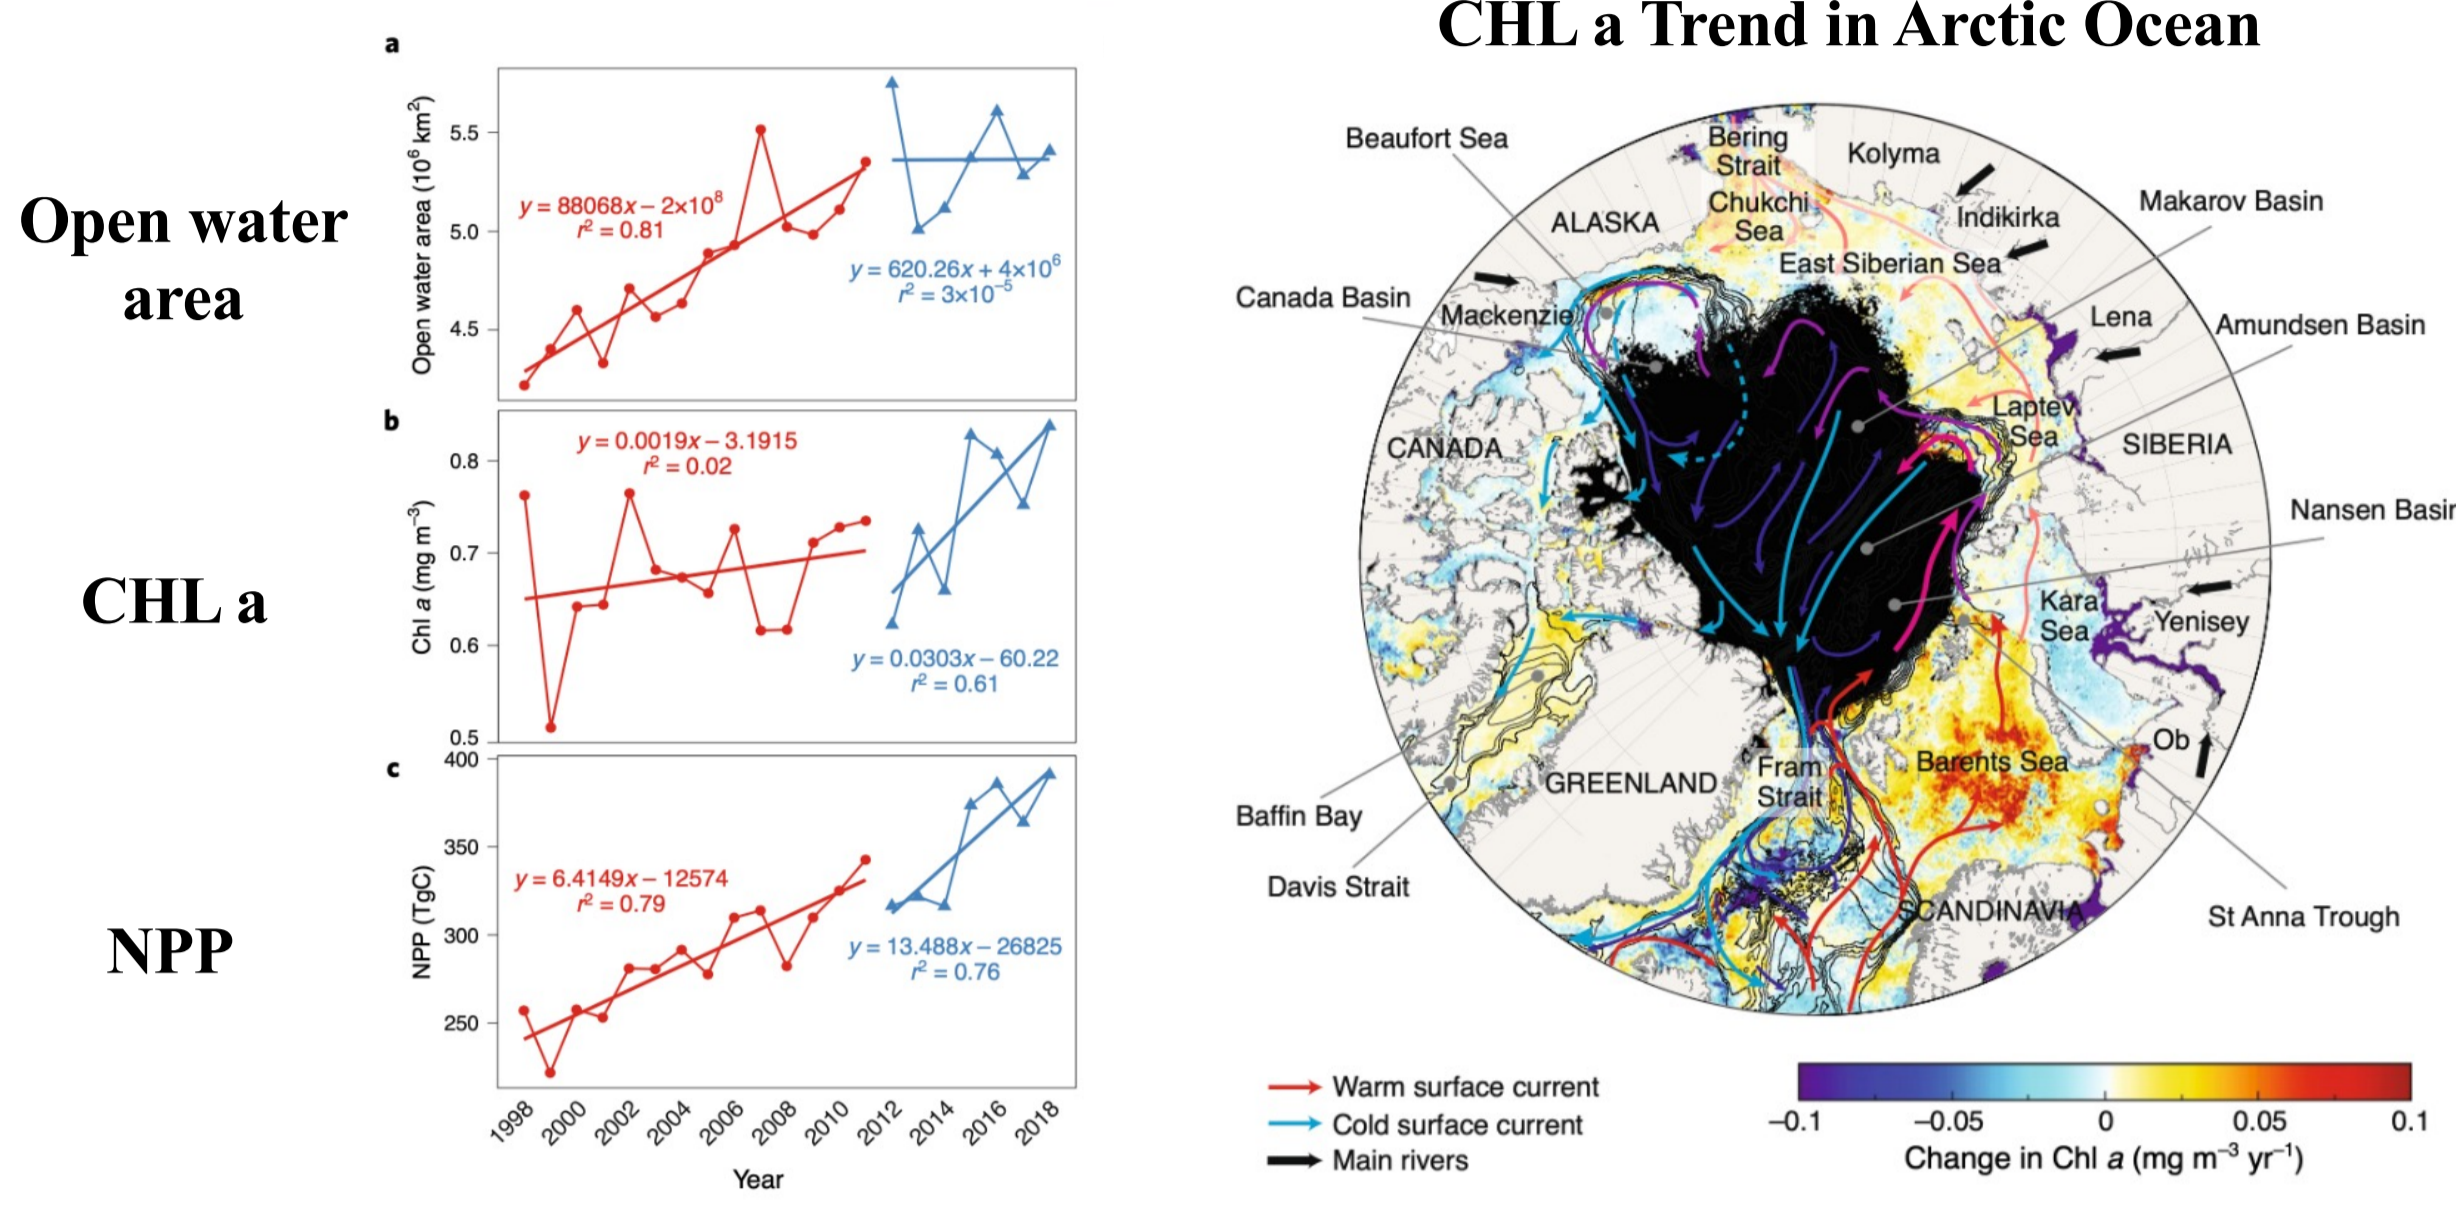 Open water
area
CHL a
NPP
a
Open water area (10⁶ km²)
5.5
5.0
4.5
y = 88068x – 2×10⁸
r² = 0.81
y = 620.26x + 4×10⁶
r² = 3×10⁻⁵
b
Chl a (mg m⁻³)
0.8
0.7
0.6
0.5
y = 0.0019x – 3.1915
r² = 0.02
y = 0.0303x – 60.22
r² = 0.61
c
NPP (TgC)
400
350
300
250
y = 6.4149x – 12574
r² = 0.79
y = 13.488x – 26825
r² = 0.76
1998 2000 2002 2004 2006 2008 2010 2012 2014 2016 2018
Year
CHL a Trend in Arctic Ocean
Beaufort Sea
Bering
Strait
Kolyma
Makarov Basin
Chukchi
Sea
ALASKA
Indikirka
East Siberian Sea
Canada Basin
Mackenzie
Lena
Amundsen Basin
Laptev
Sea
CANADA
SIBERIA
Nansen Basin
Kara
Sea
Yenisey
Ob
Barents Sea
Fram
Strait
GREENLAND
Baffin Bay
Davis Strait
SCANDINAVIA
St Anna Trough
Warm surface current
Cold surface current
Main rivers
–0.1 –0.05 0 0.05 0.1
Change in Chl a (mg m⁻³ yr⁻¹)